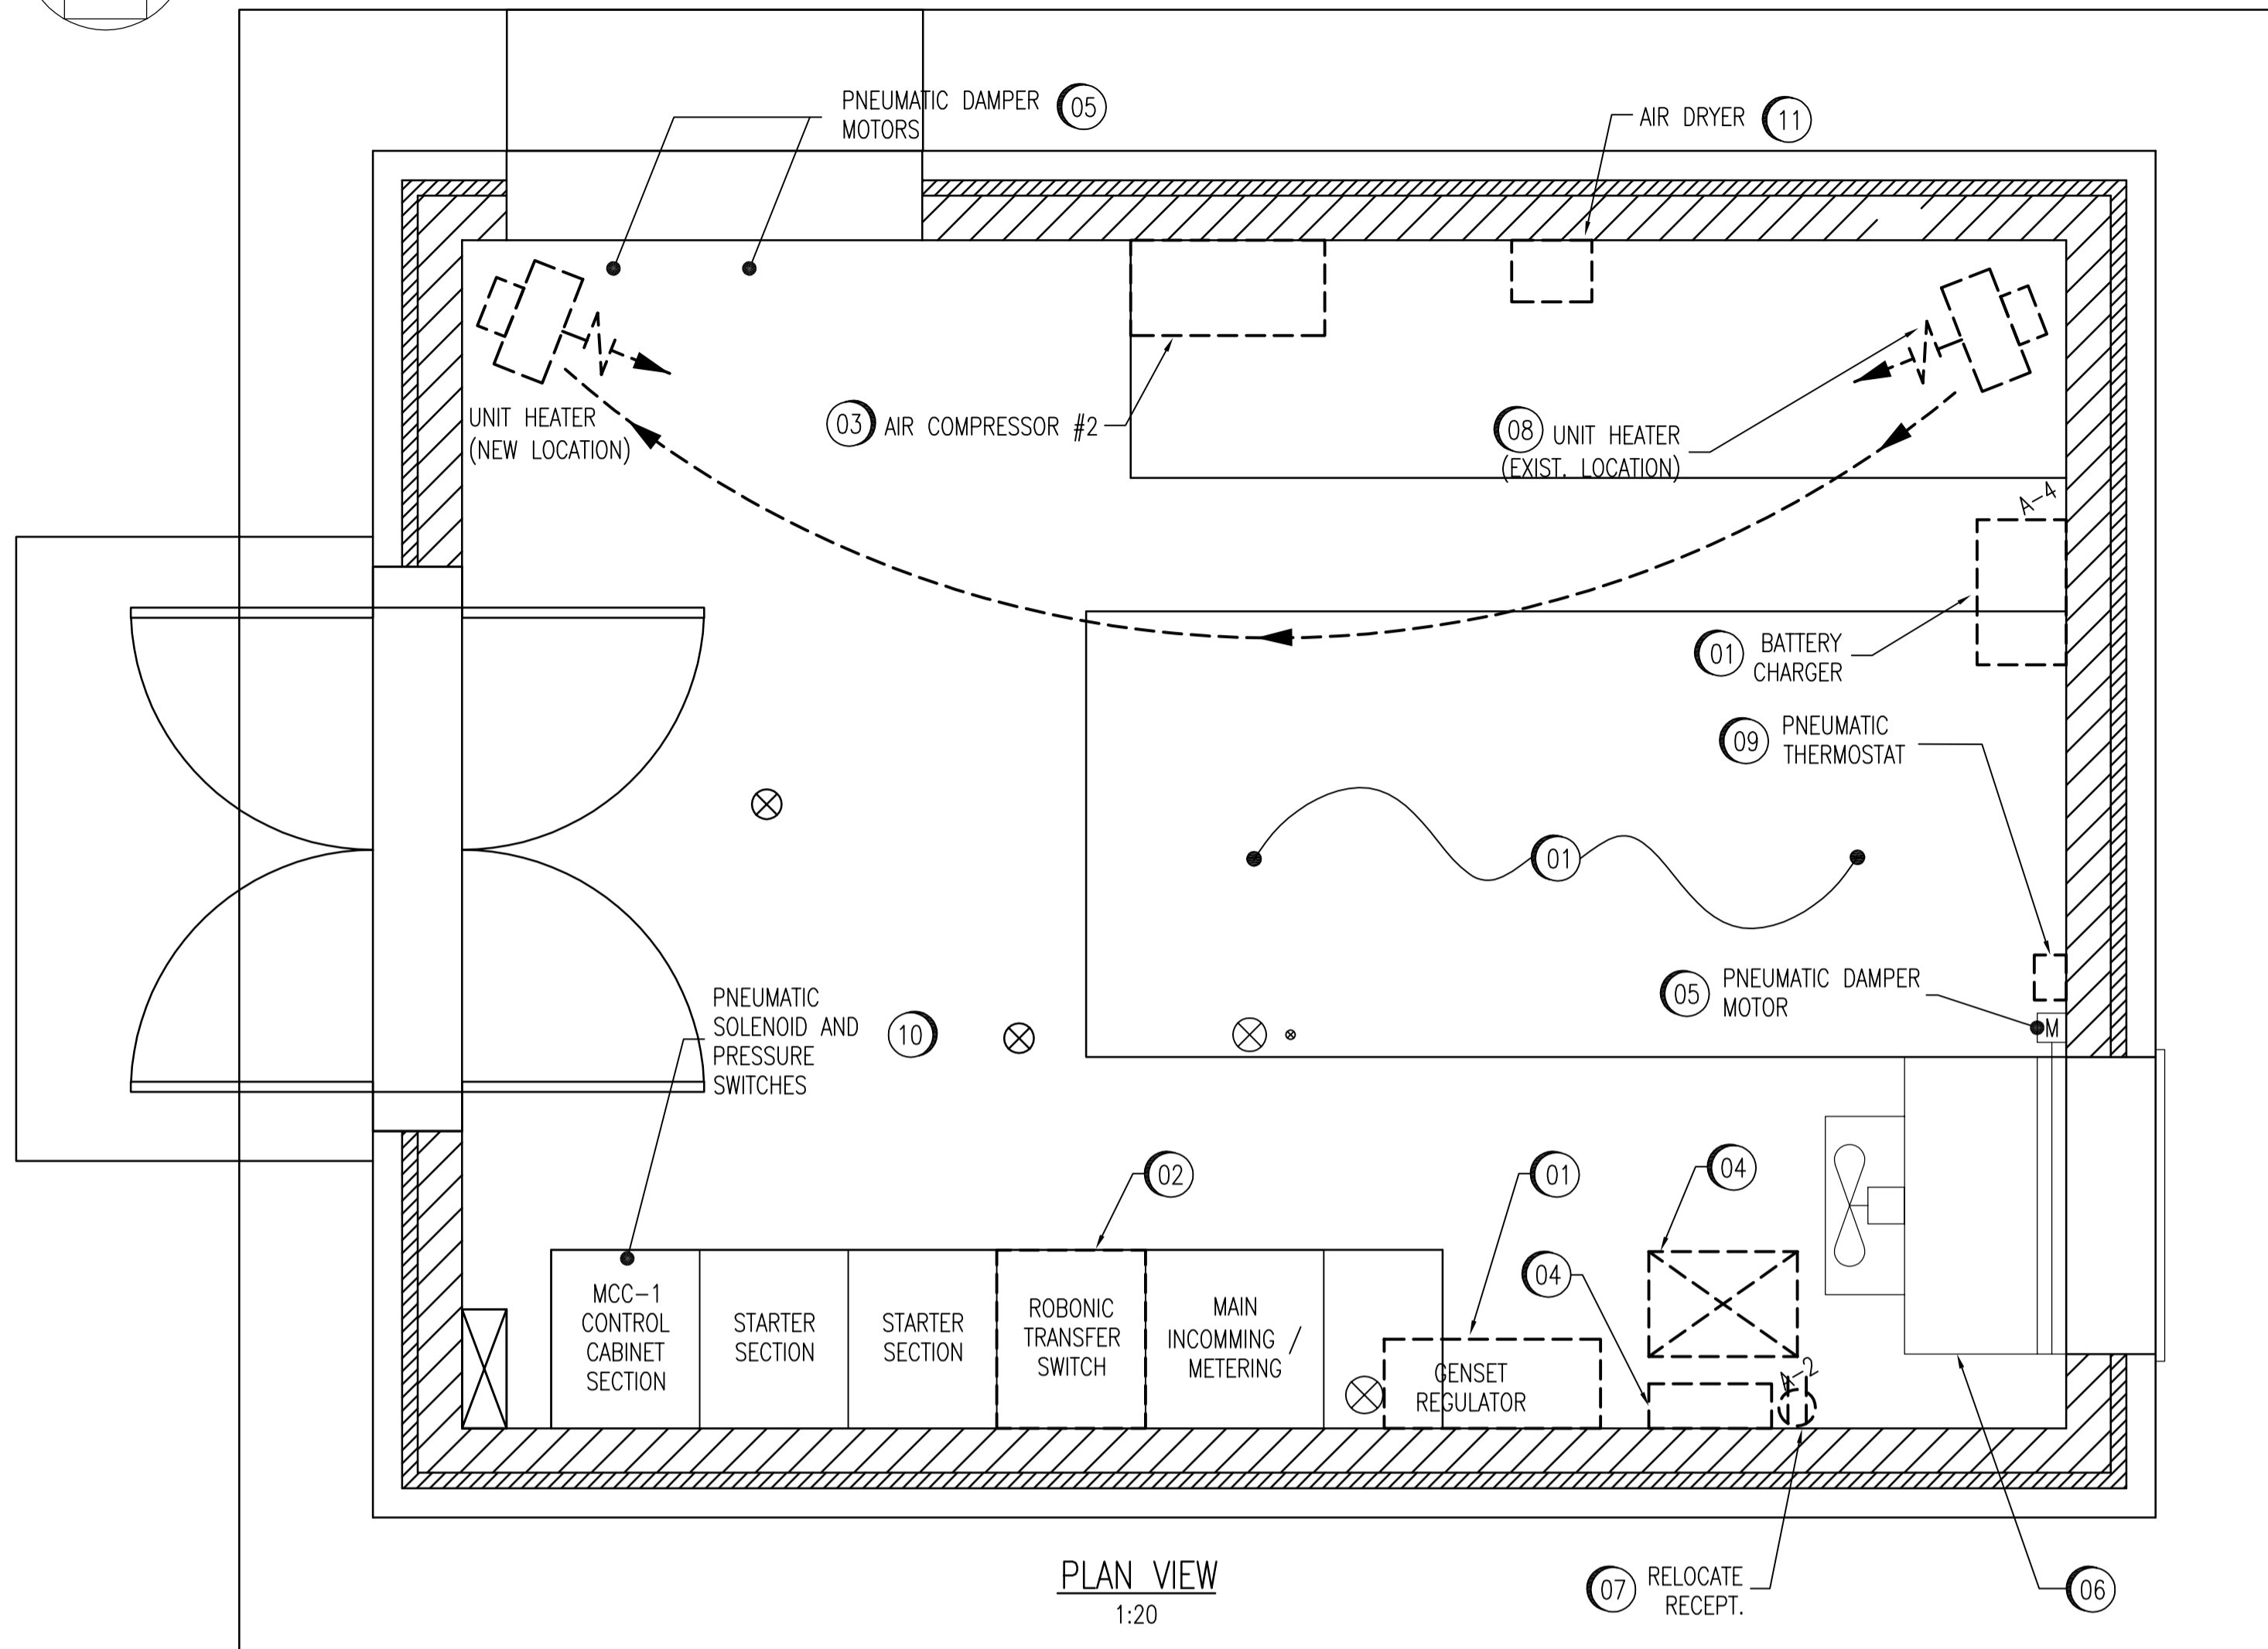 PNEUMATIC DAMPER 05
MOTORS
AIR DRYER 11
UNIT HEATER
(NEW LOCATION)
03 AIR COMPRESSOR #2
08 UNIT HEATER
(EXIST. LOCATION)
A-4
01 BATTERY
CHARGER
09 PNEUMATIC
THERMOSTAT
01
05 PNEUMATIC DAMPER
MOTOR
M
PNEUMATIC
SOLENOID AND
PRESSURE
SWITCHES
10
02
01
04
04
MCC-1
CONTROL
CABINET
SECTION
STARTER
SECTION
STARTER
SECTION
ROBONIC
TRANSFER
SWITCH
MAIN
INCOMMING /
METERING
GENSET
REGULATOR
A-2
07 RELOCATE
RECEPT.
06
PLAN VIEW
1:20